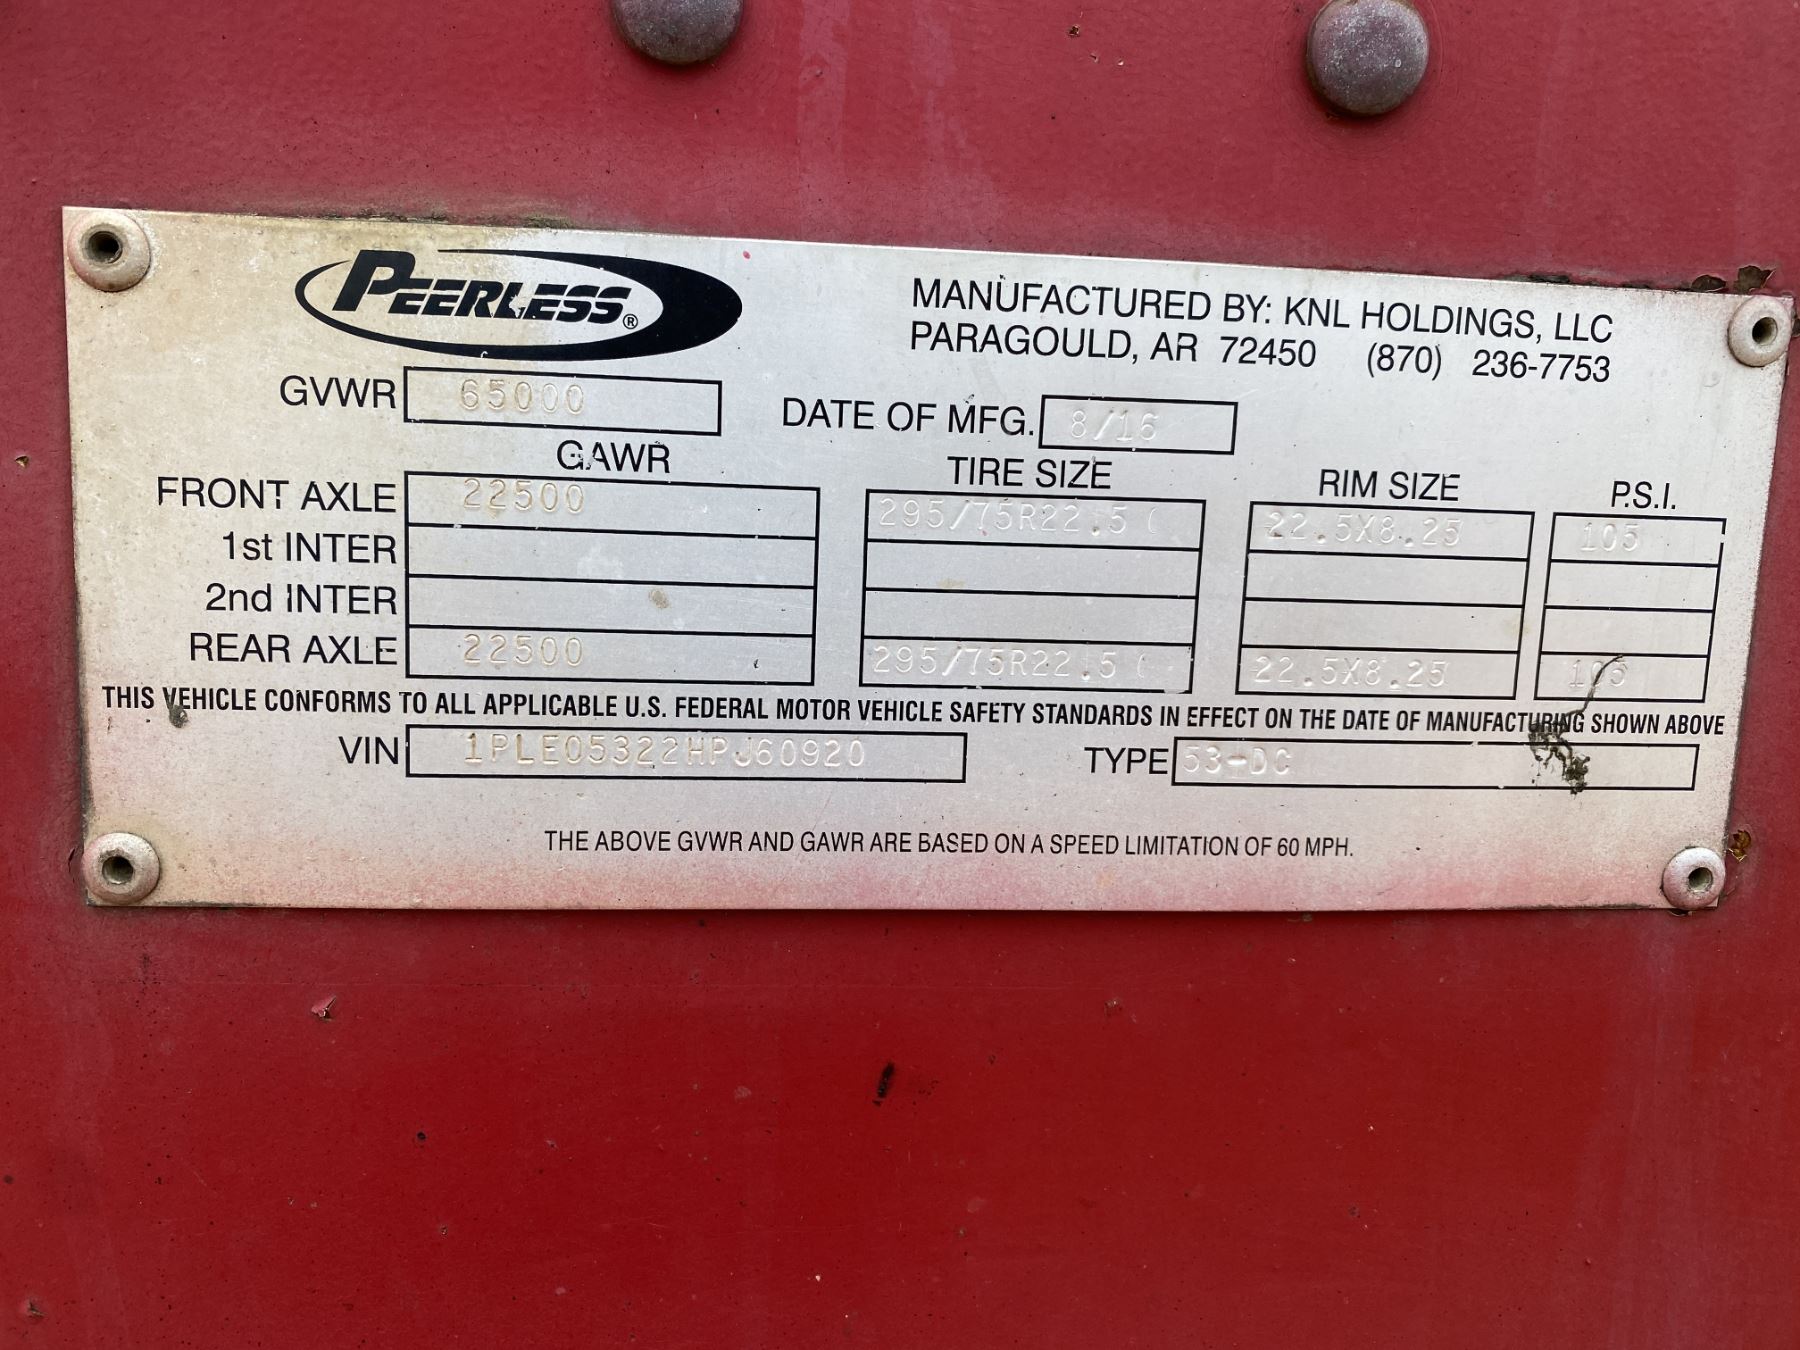 PEERLESS®
MANUFACTURED BY: KNL HOLDINGS, LLC
PARAGOULD, AR 72450 (870) 236-7753
GVWR 65000
DATE OF MFG. 8/16
GAWR TIRE SIZE RIM SIZE P.S.I.
FRONT AXLE 22500 295/75R22.5 ( 22.5X8.25 105
1st INTER
2nd INTER
REAR AXLE 22500 295/75R22.5 ( 22.5X8.25 105
THIS VEHICLE CONFORMS TO ALL APPLICABLE U.S. FEDERAL MOTOR VEHICLE SAFETY STANDARDS IN EFFECT ON THE DATE OF MANUFACTURING SHOWN ABOVE
VIN 1PLE05322HPJ60920 TYPE 53-DC
THE ABOVE GVWR AND GAWR ARE BASED ON A SPEED LIMITATION OF 60 MPH.